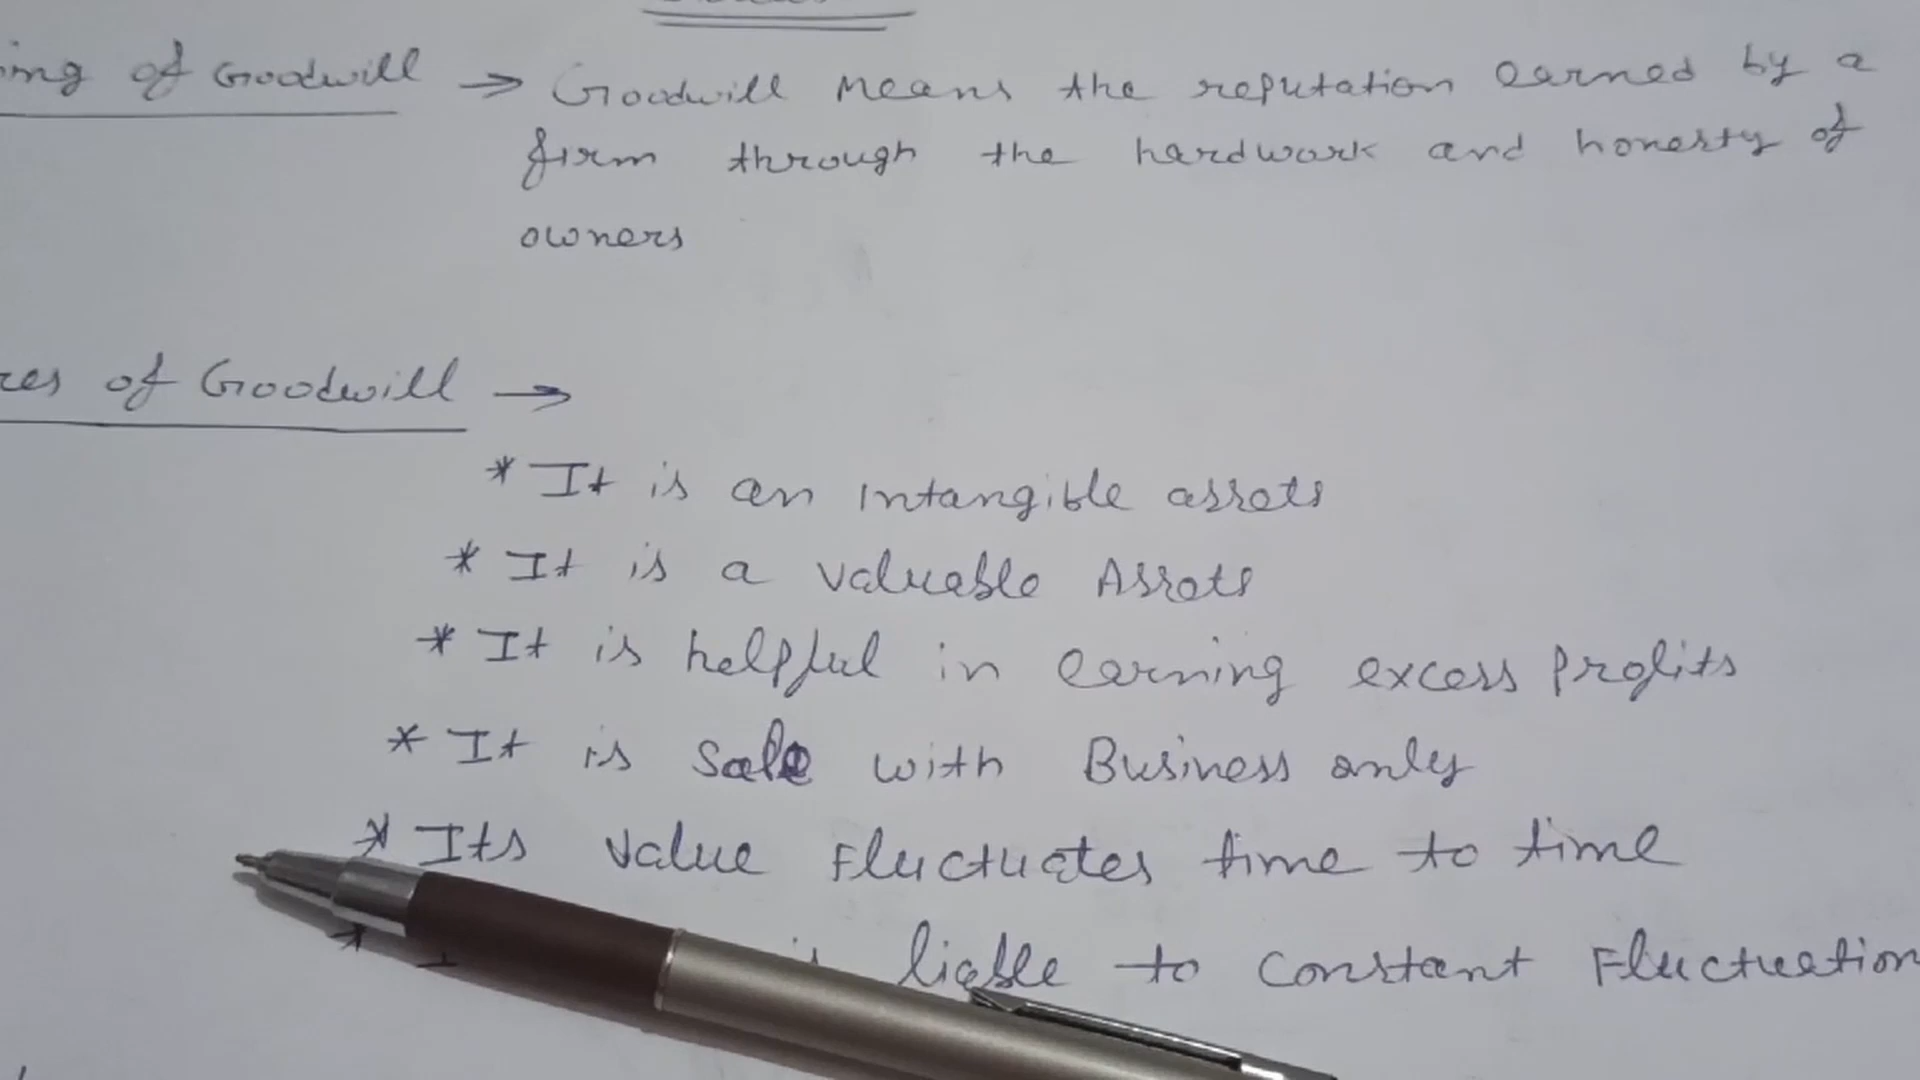 of Goodwill → Goodwill Means the reputation earned by a
firm through the hardwork and honesty of
owners
of Goodwill →
* It is an Intangible assets
* It is a valuable Assets
* It is helpful in earning excess Profits
* It is Sale with Business only
* Its value Fluctuates time to time
* liable to constant Fluctuation